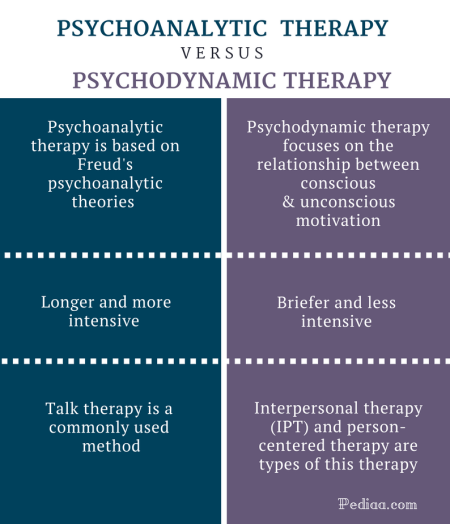 PSYCHOANALYTIC THERAPY
VERSUS
PSYCHODYNAMIC THERAPY
Psychoanalytic
therapy is based on
Freud's
psychoanalytic
theories
Psychodynamic therapy
focuses on the
relationship between
conscious
& unconscious
motivation
Longer and more
intensive
Briefer and less
intensive
Talk therapy is a
commonly used
method
Interpersonal therapy
(IPT) and person-
centered therapy are
types of this therapy
Pediaa.com